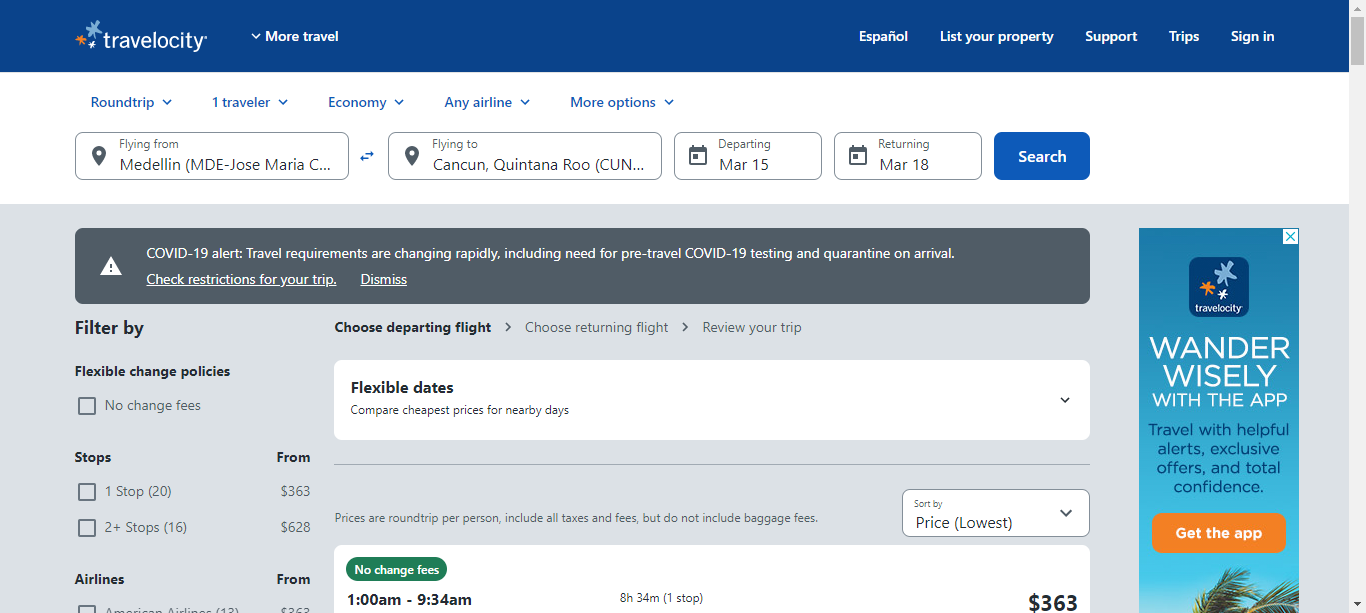 travelocity
More travel
Español
List your property
Support
Trips
Sign in
Roundtrip
1 traveler
Economy
Any airline
More options
Flying from
Medellin (MDE-Jose Maria C...
Flying to
Cancun, Quintana Roo (CUN...
Departing
Mar 15
Returning
Mar 18
Search
COVID-19 alert: Travel requirements are changing rapidly, including need for pre-travel COVID-19 testing and quarantine on arrival.
Check restrictions for your trip. Dismiss
Filter by
Flexible change policies
No change fees
Stops From
1 Stop (20) $363
2+ Stops (16) $628
Airlines From
American Airlines (13) $363
Choose departing flight > Choose returning flight > Review your trip
Flexible dates
Compare cheapest prices for nearby days
Prices are roundtrip per person, include all taxes and fees, but do not include baggage fees.
Sort by
Price (Lowest)
No change fees
1:00am - 9:34am
8h 34m (1 stop)
$363
travelocity
WANDER
WISELY
WITH THE APP
Travel with helpful
alerts, exclusive
offers, and total
confidence.
Get the app